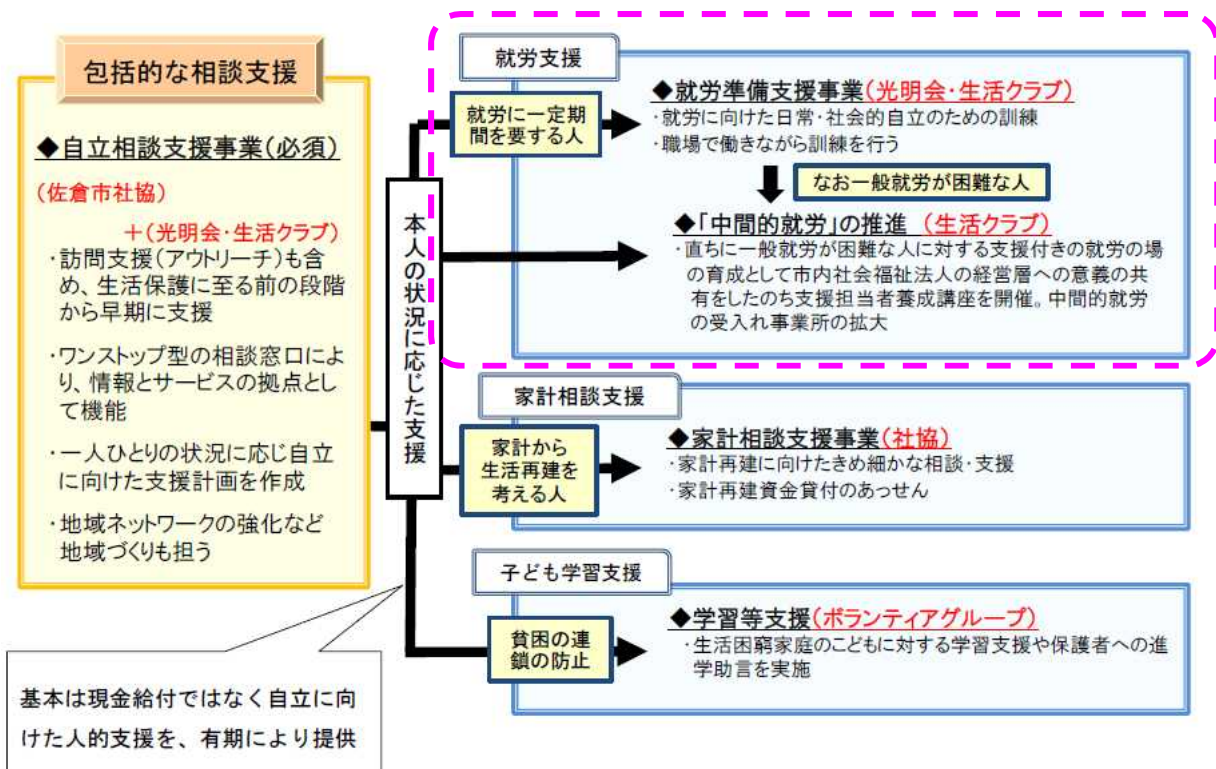 包括的な相談支援
◆自立相談支援事業(必須)
(佐倉市社協)
＋(光明会・生活クラブ)
・訪問支援(アウトリーチ)も含
め、生活保護に至る前の段階
から早期に支援
・ワンストップ型の相談窓口によ
り、情報とサービスの拠点とし
て機能
・一人ひとりの状況に応じ自立
に向けた支援計画を作成
・地域ネットワークの強化など
地域づくりも担う
基本は現金給付ではなく自立に向
けた人的支援を、有期により提供
本人の状況に応じた支援
就労支援
就労に一定期
間を要する人
◆就労準備支援事業(光明会・生活クラブ)
・就労に向けた日常・社会的自立のための訓練
・職場で働きながら訓練を行う
なお一般就労が困難な人
◆「中間的就労」の推進 (生活クラブ)
・直ちに一般就労が困難な人に対する支援付きの就労の場
の育成として市内社会福祉法人の経営層への意義の共
有をしたのち支援担当者養成講座を開催。中間的就労
の受入れ事業所の拡大
家計相談支援
家計から
生活再建を
考える人
◆家計相談支援事業(社協)
・家計再建に向けたきめ細かな相談・支援
・家計再建資金貸付のあっせん
子ども学習支援
貧困の連
鎖の防止
◆学習等支援(ボランティアグループ)
・生活困窮家庭のこどもに対する学習支援や保護者への進
学助言を実施